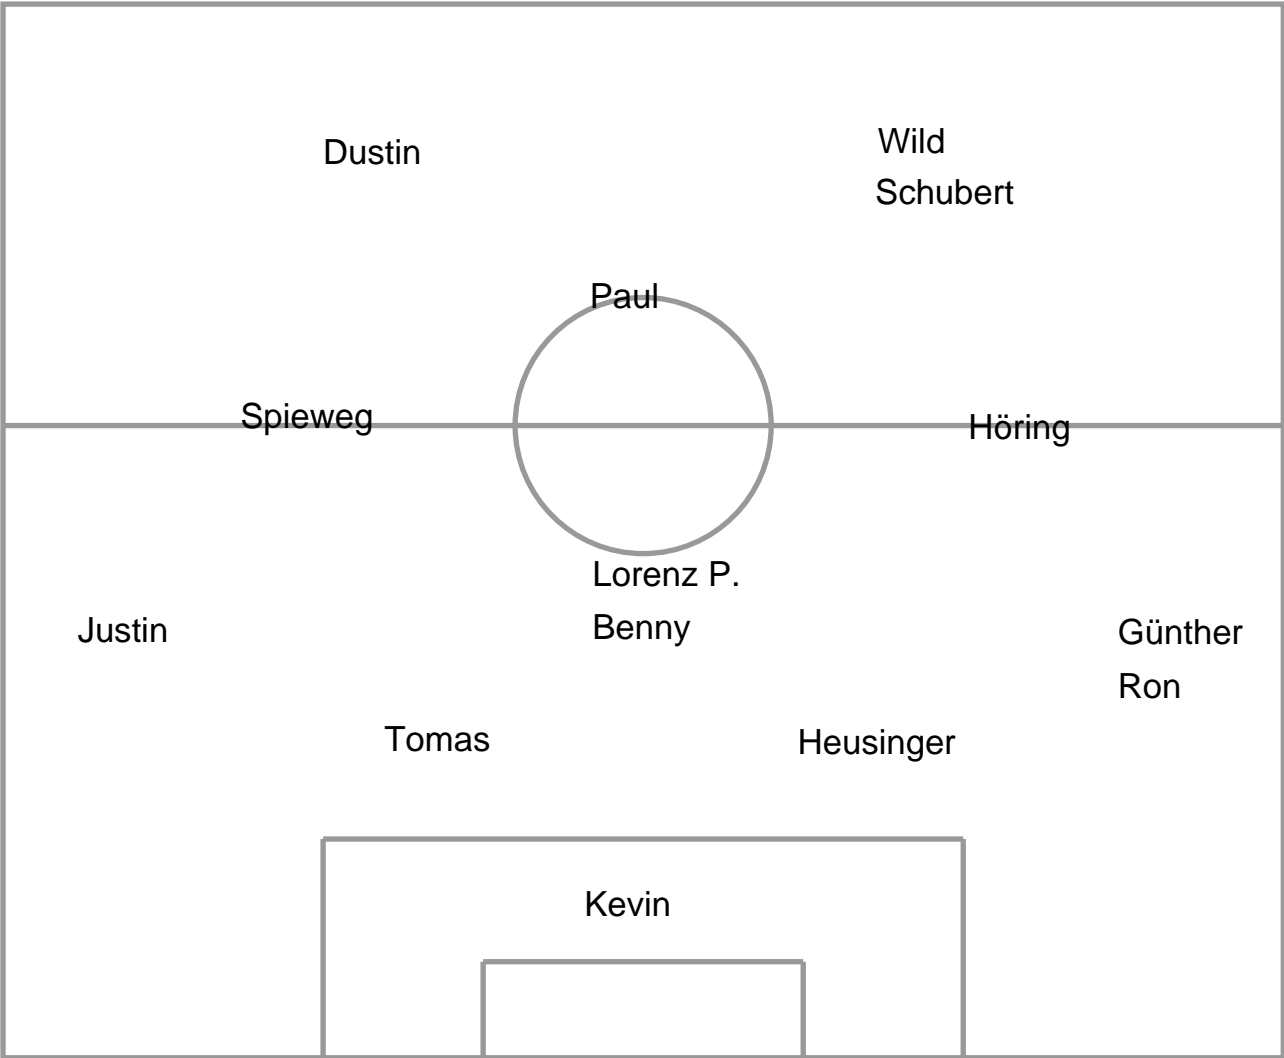 Dustin
Wild
Schubert
Paul
Spieweg
Höring
Lorenz P.
Benny
Justin
Günther
Ron
Tomas
Heusinger
Kevin